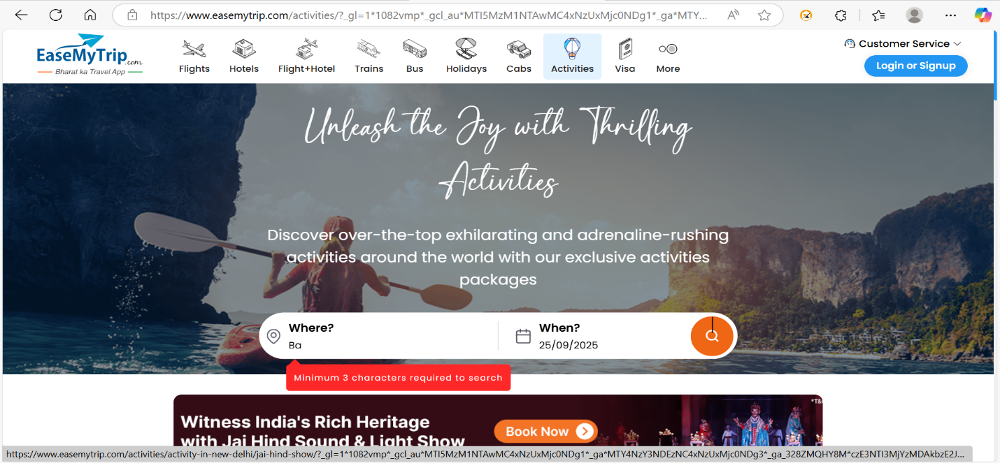 https://www.easemytrip.com/activities/?_gl=1*1082vmp*_gcl_au*MTI5MzM1NTAwMC4xNzUxMjc0NDg1*_ga*MTY...
EaseMyTrip.com
Bharat ka Travel App
Flights
Hotels
Flight+Hotel
Trains
Bus
Holidays
Cabs
Activities
Visa
More
Customer Service
Login or Signup
Unleash the Joy with Thrilling
Activities
Discover over-the-top exhilarating and adrenaline-rushing
activities around the world with our exclusive activities
packages
Where?
Ba
When?
25/09/2025
Minimum 3 characters required to search
Witness India's Rich Heritage
with Jai Hind Sound & Light Show
Book Now
*T&
https://www.easemytrip.com/activities/activity-in-new-delhi/jai-hind-show/?_gl=1*1082vmp*_gcl_au*MTI5MzM1NTAwMC4xNzUxMjc0NDg1*_ga*MTY4NzY3NDEzNC4xNzUxMjc0NDg3*_ga_328ZMQHY8M*czE3NTI3MjYzMDAkbzE2J...